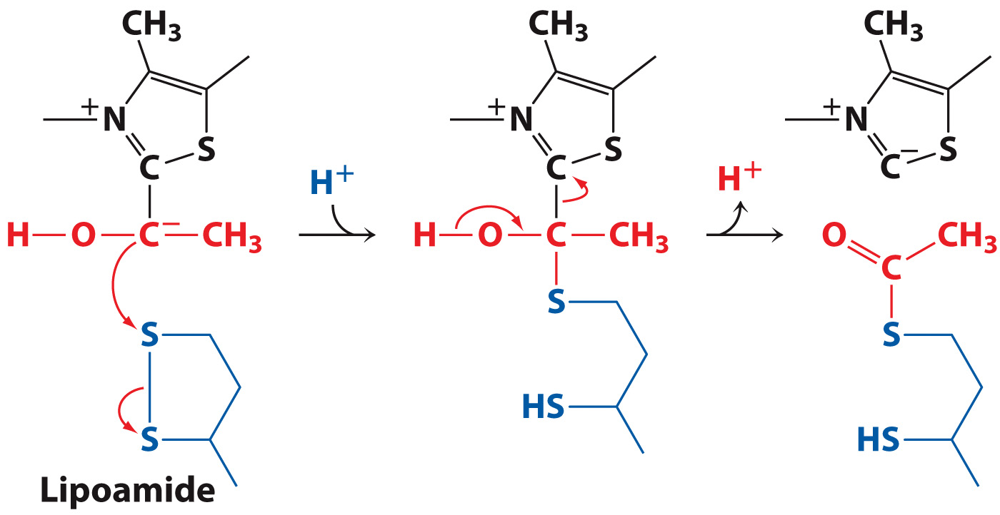 CH3 CH3 CH3
+ + +
N N N
S S S
C C C−
H+ H+
H—O—C−—CH3 H—O—C—CH3 O CH3
C
S S S
HS HS
S
Lipoamide